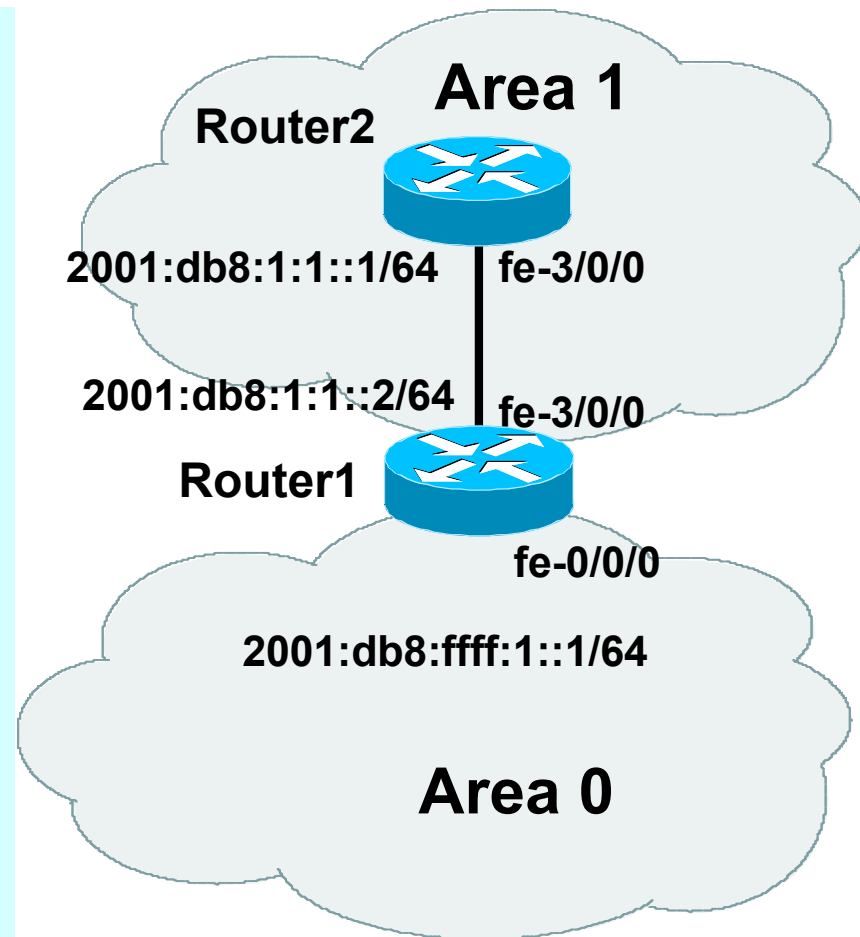 Area 1
Router2
2001:db8:1:1::1/64
fe-3/0/0
2001:db8:1:1::2/64
fe-3/0/0
Router1
fe-0/0/0
2001:db8:ffff:1::1/64
Area 0